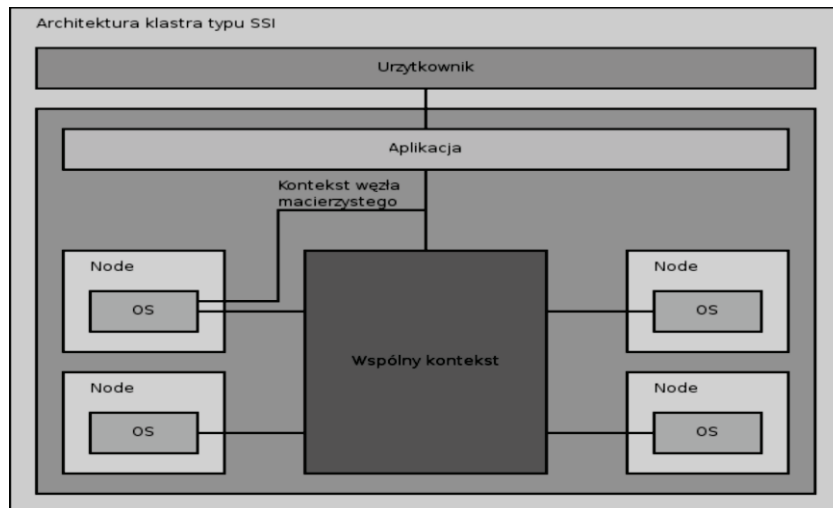 Architektura klastra typu SSI
Urzytkownik
Aplikacja
Kontekst węzła
macierzystego
Node
OS
Node
OS
Wspólny kontekst
Node
OS
Node
OS